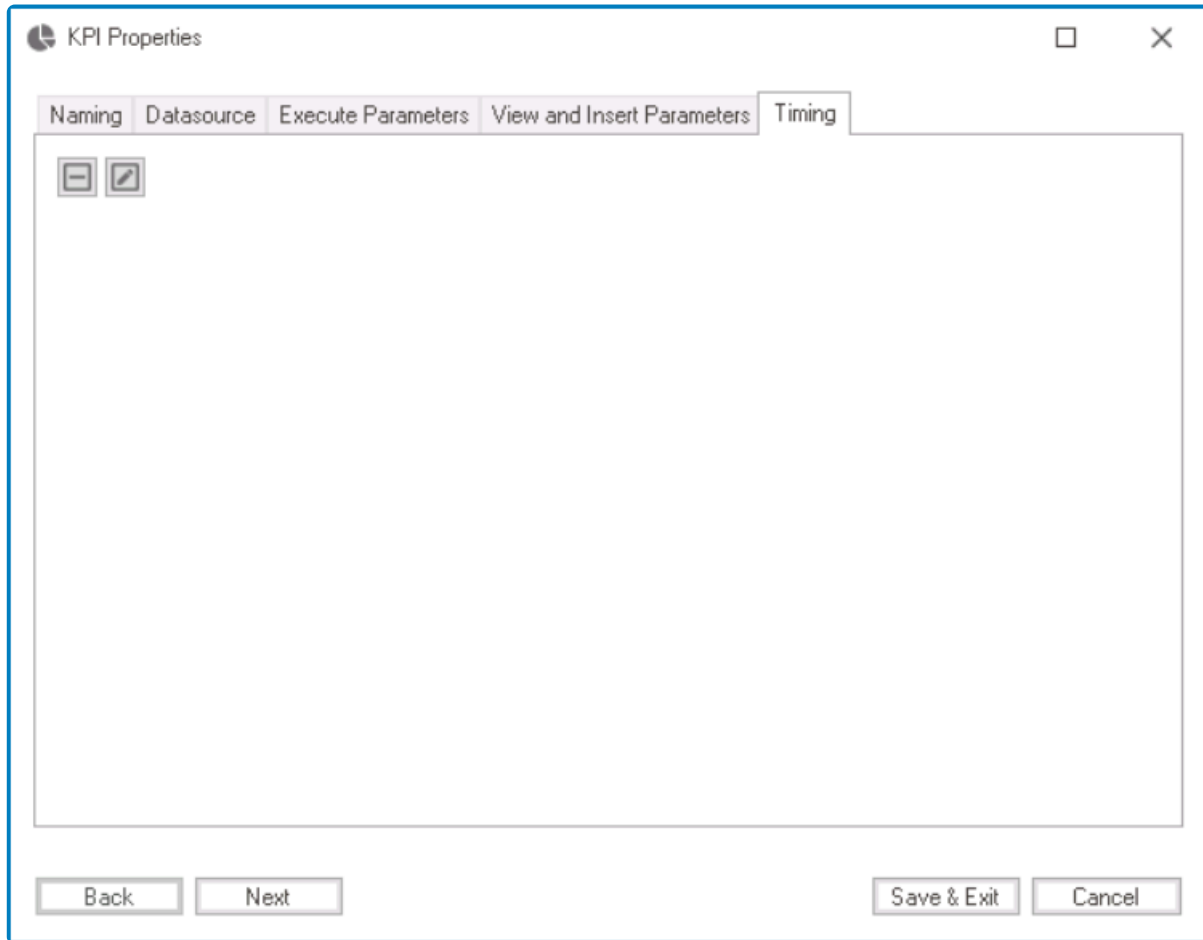 KPI Properties
Naming Datasource Execute Parameters View and Insert Parameters Timing
Back Next Save & Exit Cancel